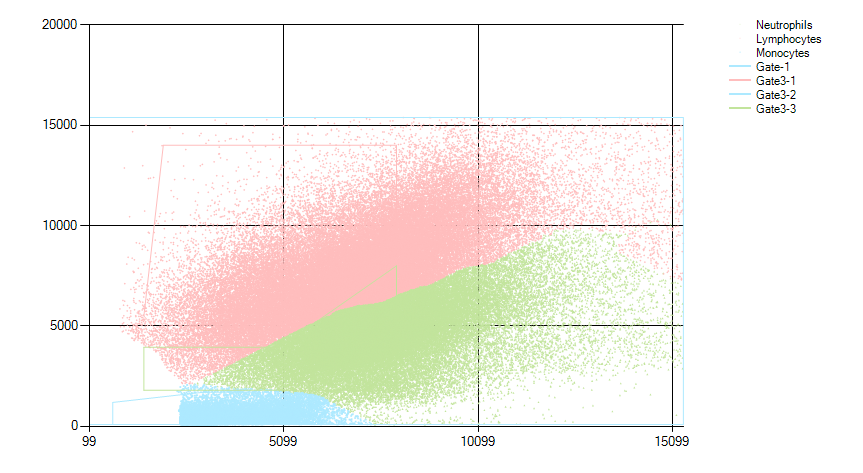 20000
15000
10000
5000
0
99
5099
10099
15099
Neutrophils
Lymphocytes
Monocytes
Gate-1
Gate3-1
Gate3-2
Gate3-3